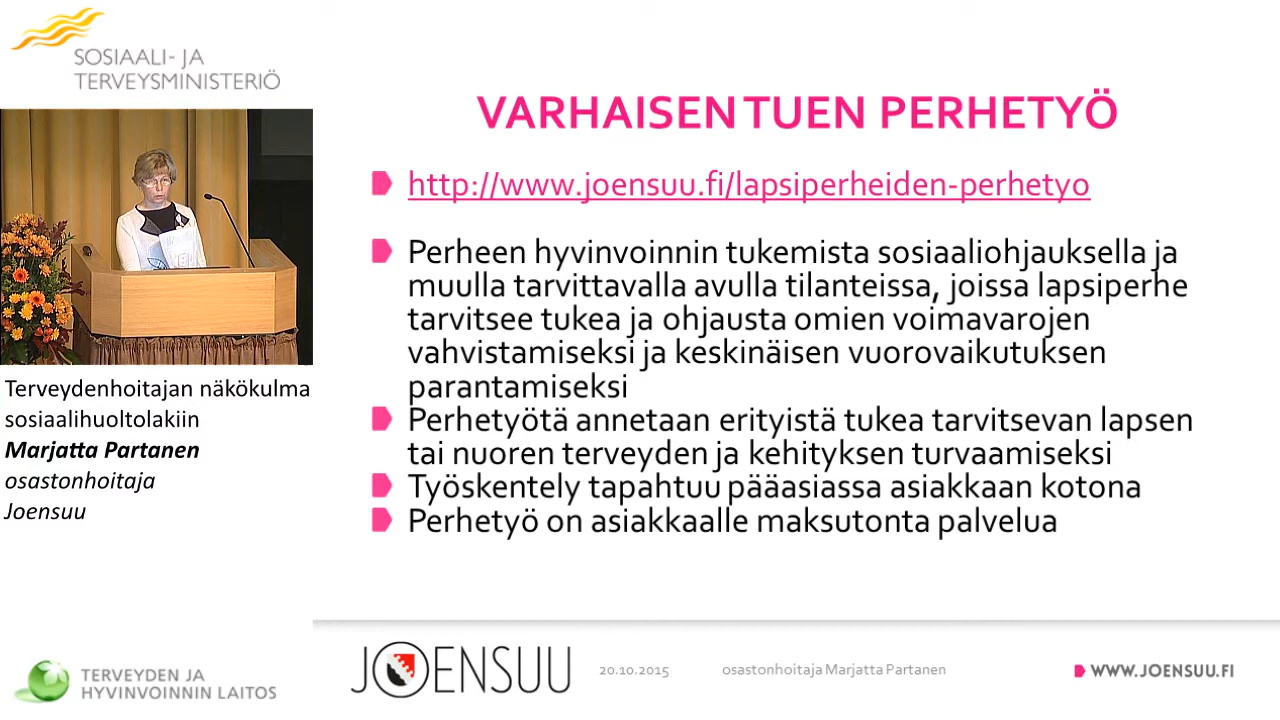 SOSIAALI- JA
TERVEYSMINISTERIÖ
VARHAISEN TUEN PERHETYÖ
http://www.joensuu.fi/lapsiperheiden-perhetyo
Perheen hyvinvoinnin tukemista sosiaaliohjauksella ja
muulla tarvittavalla avulla tilanteissa, joissa lapsiperhe
tarvitsee tukea ja ohjausta omien voimavarojen
vahvistamiseksi ja keskinäisen vuorovaikutuksen
parantamiseksi
Perhetyötä annetaan erityistä tukea tarvitsevan lapsen
tai nuoren terveyden ja kehityksen turvaamiseksi
Työskentely tapahtuu pääasiassa asiakkaan kotona
Perhetyö on asiakkaalle maksutonta palvelua
Terveydenhoitajan näkökulma
sosiaalihuoltolakiin
Marjatta Partanen
osastonhoitaja
Joensuu
TERVEYDEN JA
HYVINVOINNIN LAITOS
JOENSUU
20.10.2015
osastonhoitaja Marjatta Partanen
WWW.JOENSUU.FI